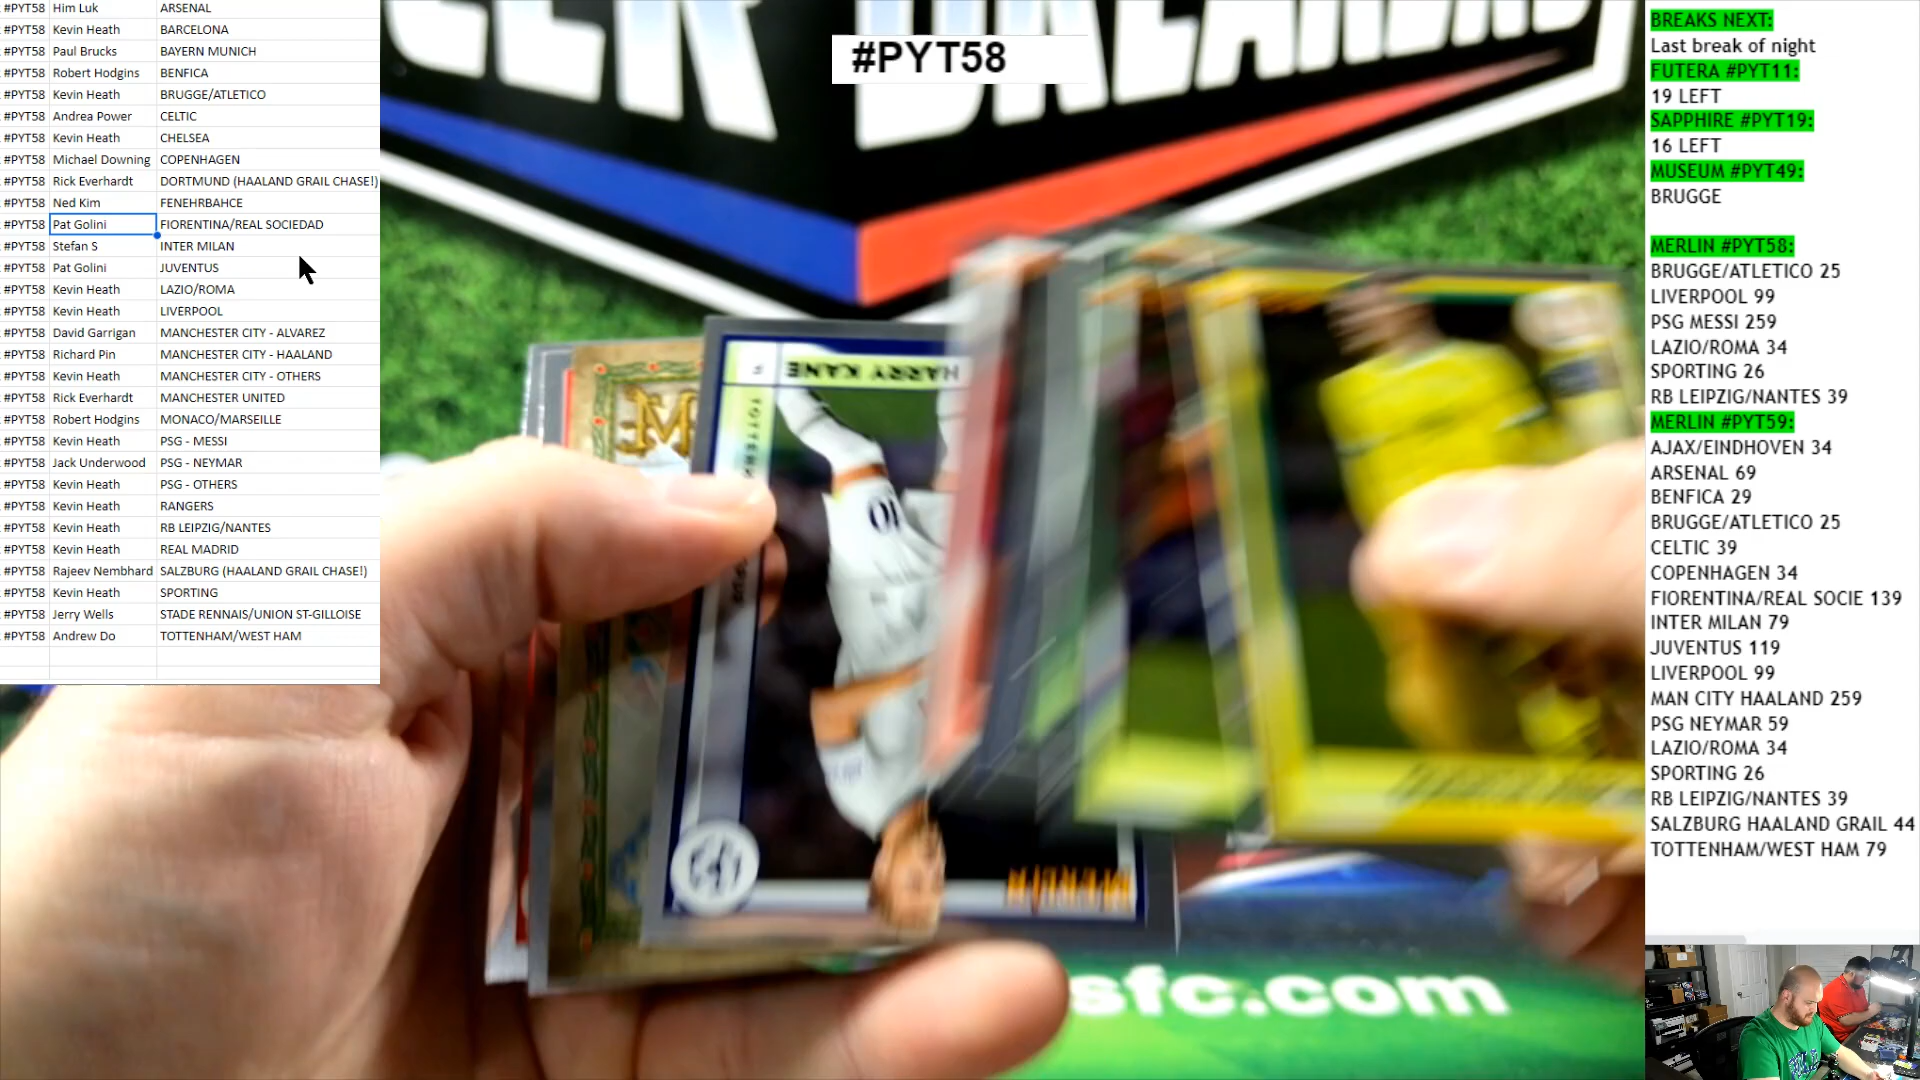 #PYT58 Him Luk ARSENAL
#PYT58 Kevin Heath BARCELONA
#PYT58 Paul Brucks BAYERN MUNICH
#PYT58 Robert Hodgins BENFICA
#PYT58 Kevin Heath BRUGGE/ATLETICO
#PYT58 Andrea Power CELTIC
#PYT58 Kevin Heath CHELSEA
#PYT58 Michael Downing COPENHAGEN
#PYT58 Rick Everhardt DORTMUND (HAALAND GRAIL CHASE!)
#PYT58 Ned Kim FENEHRBAHCE
#PYT58 Pat Golini FIORENTINA/REAL SOCIEDAD
#PYT58 Stefan S INTER MILAN
#PYT58 Pat Golini JUVENTUS
#PYT58 Kevin Heath LAZIO/ROMA
#PYT58 Kevin Heath LIVERPOOL
#PYT58 David Garrigan MANCHESTER CITY - ALVAREZ
#PYT58 Richard Pin MANCHESTER CITY - HAALAND
#PYT58 Kevin Heath MANCHESTER CITY - OTHERS
#PYT58 Rick Everhardt MANCHESTER UNITED
#PYT58 Robert Hodgins MONACO/MARSEILLE
#PYT58 Kevin Heath PSG - MESSI
#PYT58 Jack Underwood PSG - NEYMAR
#PYT58 Kevin Heath PSG - OTHERS
#PYT58 Kevin Heath RANGERS
#PYT58 Kevin Heath RB LEIPZIG/NANTES
#PYT58 Kevin Heath REAL MADRID
#PYT58 Rajeev Nembhard SALZBURG (HAALAND GRAIL CHASE!)
#PYT58 Kevin Heath SPORTING
#PYT58 Jerry Wells STADE RENNAIS/UNION ST-GILLOISE
#PYT58 Andrew Do TOTTENHAM/WEST HAM
#PYT58
HARRY KANE
F
10
MERLIN
M
sfc.com
BREAKS NEXT:
Last break of night
FUTERA #PYT11:
19 LEFT
SAPPHIRE #PYT19:
16 LEFT
MUSEUM #PYT49:
BRUGGE
MERLIN #PYT58:
BRUGGE/ATLETICO 25
LIVERPOOL 99
PSG MESSI 259
LAZIO/ROMA 34
SPORTING 26
RB LEIPZIG/NANTES 39
MERLIN #PYT59:
AJAX/EINDHOVEN 34
ARSENAL 69
BENFICA 29
BRUGGE/ATLETICO 25
CELTIC 39
COPENHAGEN 34
FIORENTINA/REAL SOCIE 139
INTER MILAN 79
JUVENTUS 119
LIVERPOOL 99
MAN CITY HAALAND 259
PSG NEYMAR 59
LAZIO/ROMA 34
SPORTING 26
RB LEIPZIG/NANTES 39
SALZBURG HAALAND GRAIL 44
TOTTENHAM/WEST HAM 79